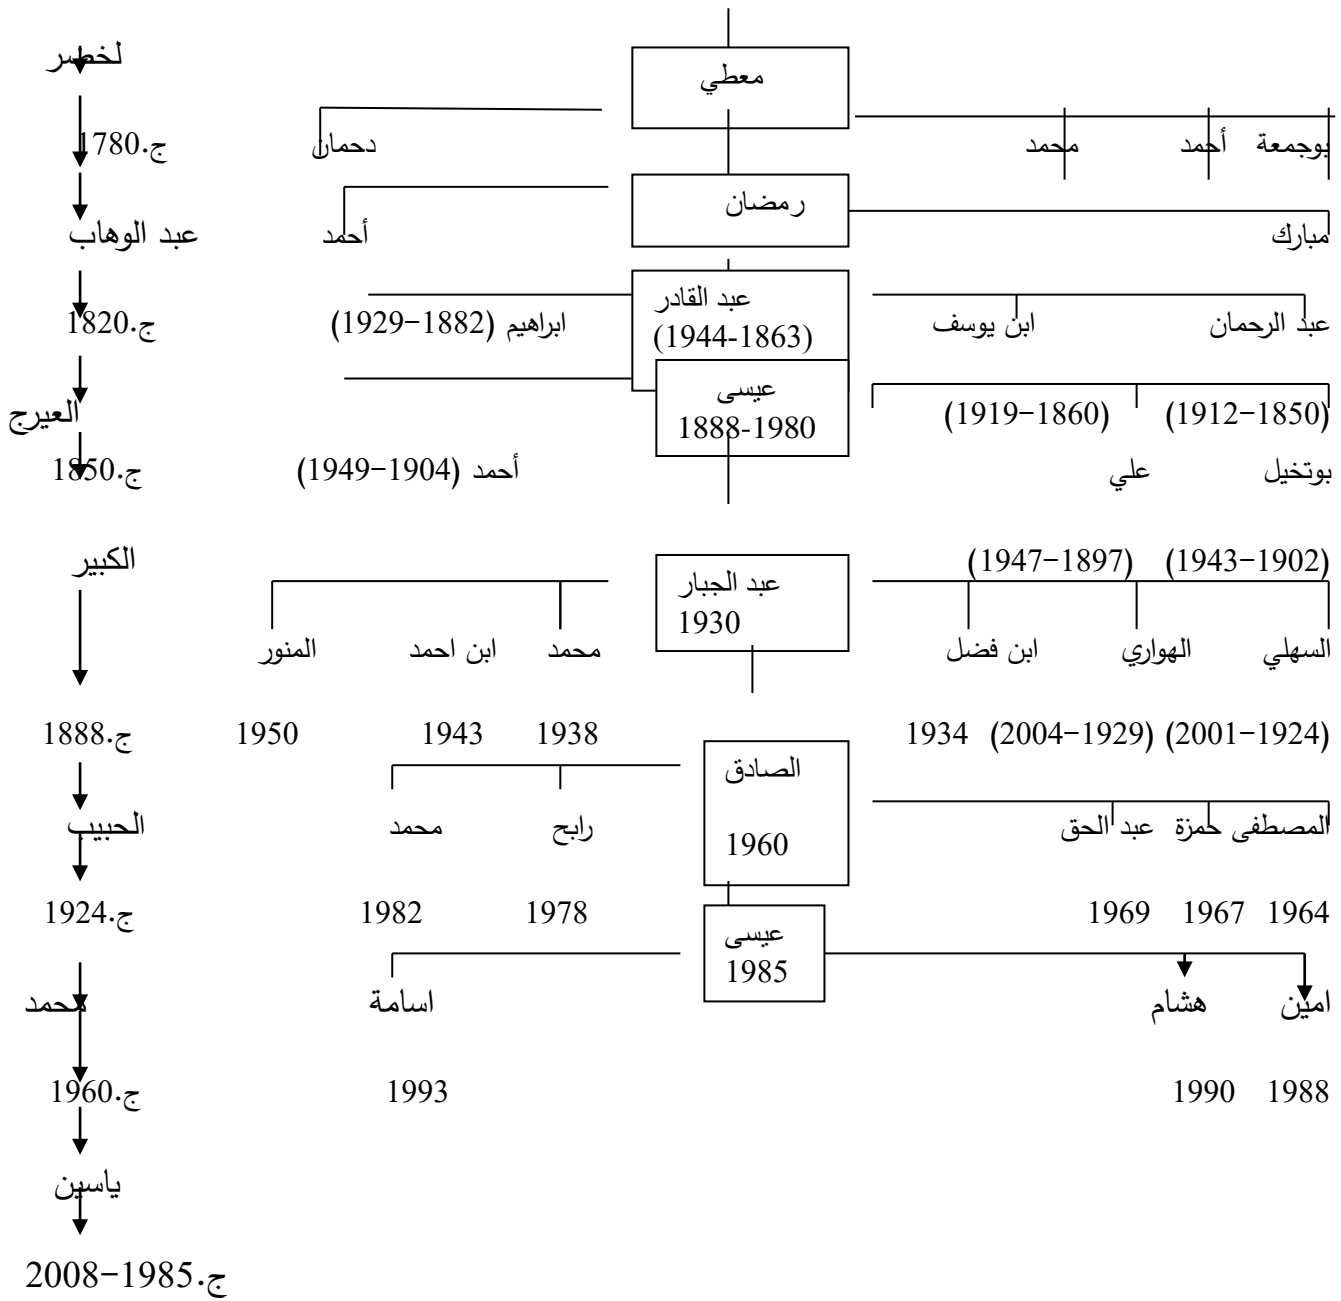 لخضر
معطي
بوجمعة أحمد محمد دحمان ج.1780
رمضان
مبارك أحمد عبد الوهاب
عبد القادر
(1944-1863)
عبد الرحمان ابن يوسف ابراهيم (1882-1929) ج.1820
عيسى
1888-1980
(1850-1912) (1860-1919) العيرج
بوتخيل علي أحمد (1904-1949) ج.1850
(1902-1943) (1897-1947) الكبير
عبد الجبار
1930
السهلي الهواري ابن فضل محمد ابن احمد المنور
(1924-2001) (1929-2004) 1934 1938 1943 1950 ج.1888
الصادق
1960
المصطفى حمزة عبد الحق رابح محمد الحبيب
1964 1967 1969 1978 1982 ج.1924
عيسى
1985
امين هشام اسامة محمد
1988 1990 1993 ج.1960
ياسين
ج.1985-2008